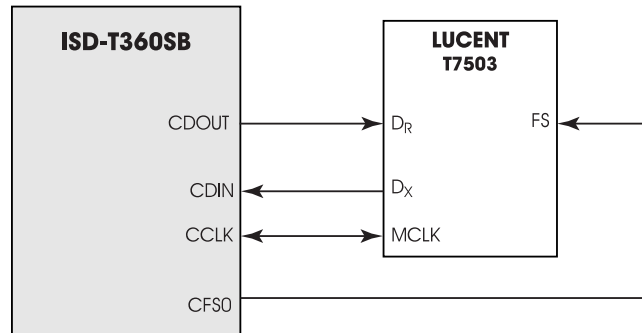 ISD-T360SB
LUCENT
T7503
CDOUT
DR
FS
CDIN
DX
CCLK
MCLK
CFS0